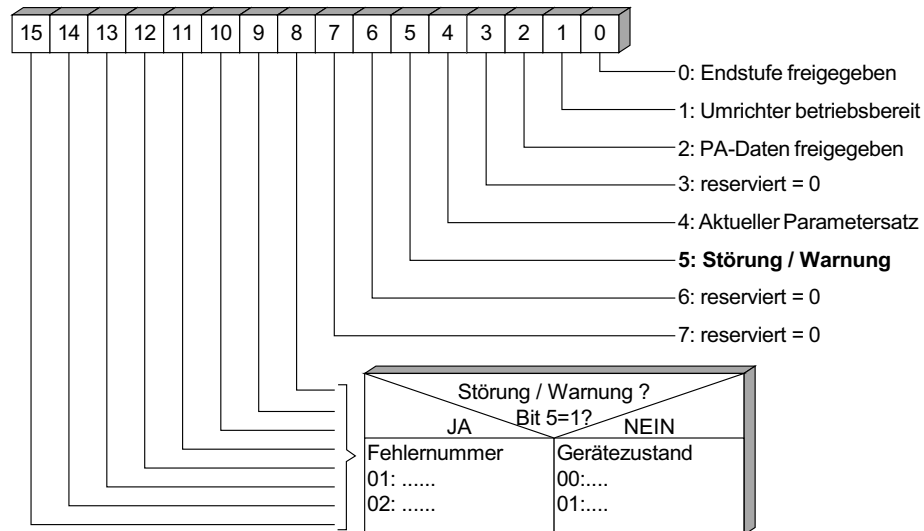 15 14 13 12 11 10 9 8 7 6 5 4 3 2 1 0
0: Endstufe freigegeben
1: Umrichter betriebsbereit
2: PA-Daten freigegeben
3: reserviert = 0
4: Aktueller Parametersatz
5: Störung / Warnung
6: reserviert = 0
7: reserviert = 0
Störung / Warnung ?
Bit 5=1?
JA NEIN
Fehlernummer
01: ......
02: ......
Gerätezustand
00:....
01:....